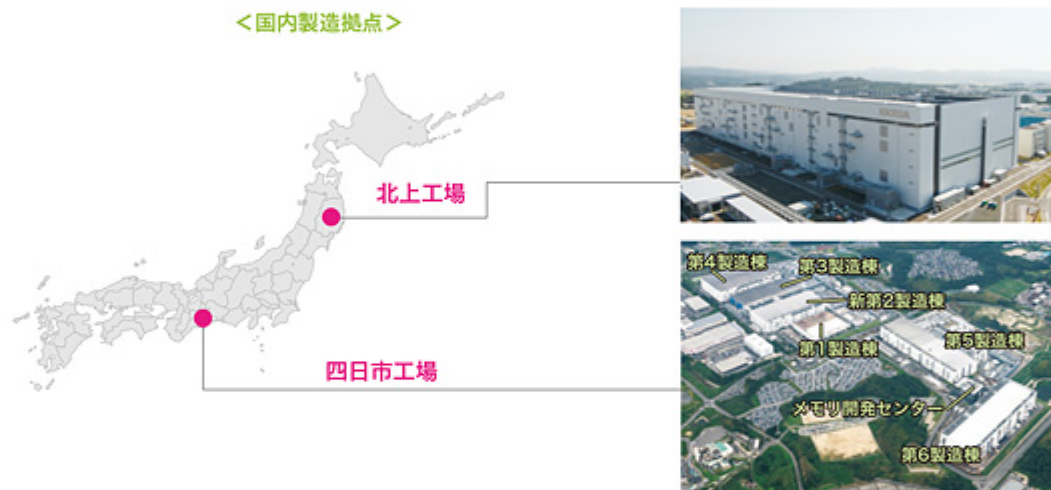 ＜国内製造拠点＞
北上工場
KIOXIA
第4製造棟
第3製造棟
新第2製造棟
第1製造棟
第5製造棟
四日市工場
メモリ開発センター
第6製造棟